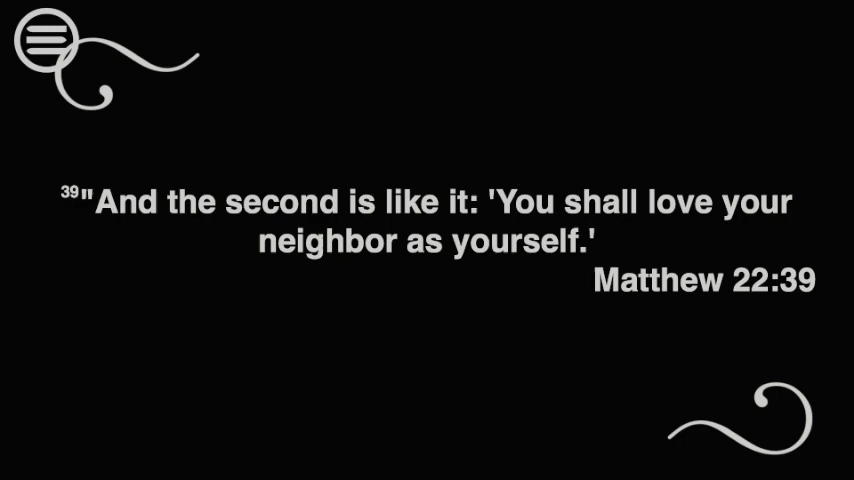 39"And the second is like it: 'You shall love your
neighbor as yourself.'
Matthew 22:39